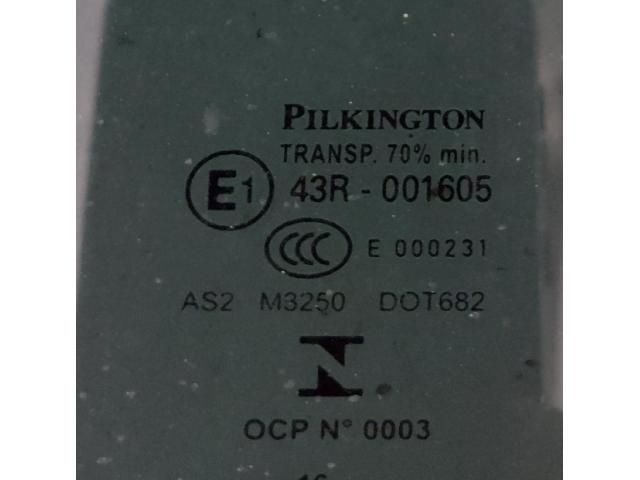 PILKINGTON
TRANSP. 70% min.
E1 43R - 001605
CCC E 000231
AS2 M3250 DOT682
N
OCP N° 0003